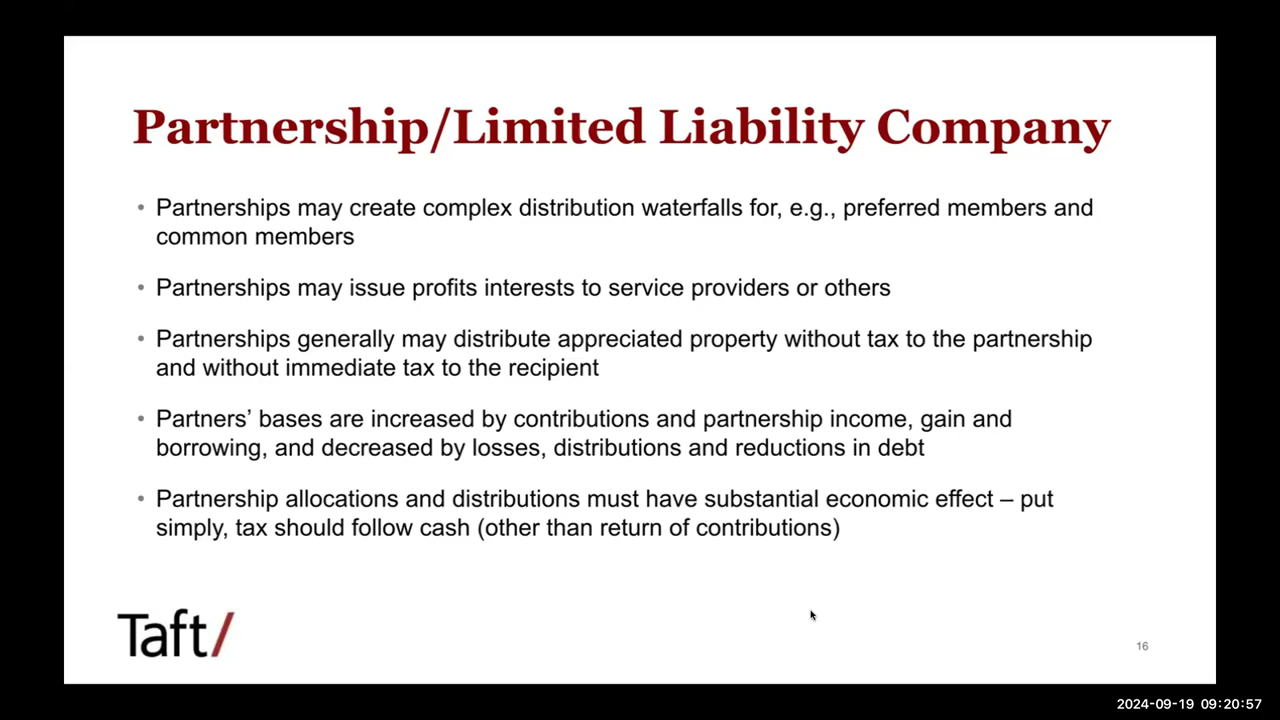 Partnership/Limited Liability Company
• Partnerships may create complex distribution waterfalls for, e.g., preferred members and
common members
• Partnerships may issue profits interests to service providers or others
• Partnerships generally may distribute appreciated property without tax to the partnership
and without immediate tax to the recipient
• Partners’ bases are increased by contributions and partnership income, gain and
borrowing, and decreased by losses, distributions and reductions in debt
• Partnership allocations and distributions must have substantial economic effect – put
simply, tax should follow cash (other than return of contributions)
Taft/
16
2024-09-19 09:20:57